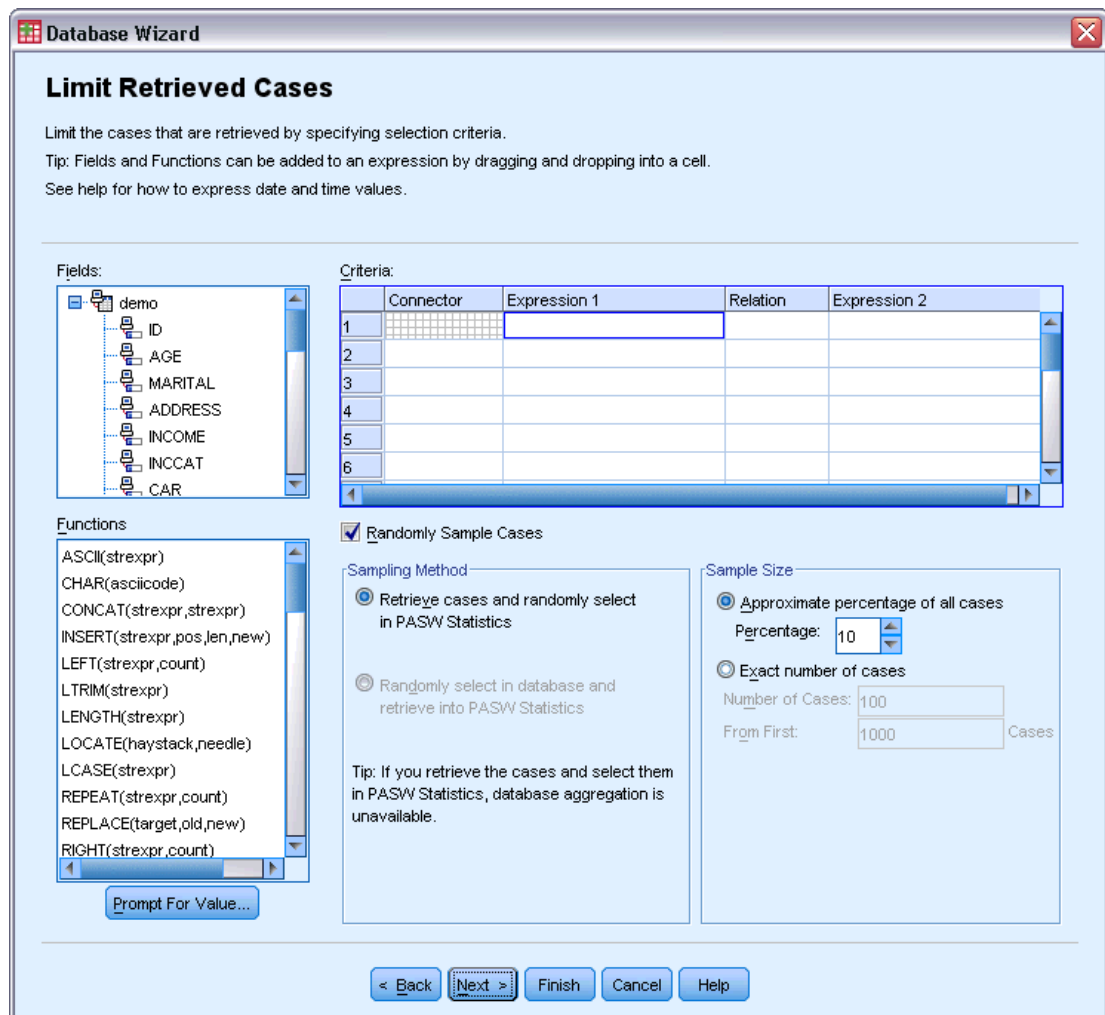 Database Wizard
Limit Retrieved Cases
Limit the cases that are retrieved by specifying selection criteria.
Tip: Fields and Functions can be added to an expression by dragging and dropping into a cell.
See help for how to express date and time values.
Fields:
demo
ID
AGE
MARITAL
ADDRESS
INCOME
INCCAT
CAR
Criteria:
Connector Expression 1 Relation Expression 2
1
2
3
4
5
6
Functions
ASCII(strexpr)
CHAR(asciicode)
CONCAT(strexpr,strexpr)
INSERT(strexpr,pos,len,new)
LEFT(strexpr,count)
LTRIM(strexpr)
LENGTH(strexpr)
LOCATE(haystack,needle)
LCASE(strexpr)
REPEAT(strexpr,count)
REPLACE(target,old,new)
RIGHT(strexpr,count)
Prompt For Value...
Randomly Sample Cases
Sampling Method
Retrieve cases and randomly select
in PASW Statistics
Randomly select in database and
retrieve into PASW Statistics
Tip: If you retrieve the cases and select them
in PASW Statistics, database aggregation is
unavailable.
Sample Size
Approximate percentage of all cases
Percentage: 10
Exact number of cases
Number of Cases: 100
From First: 1000 Cases
< Back Next > Finish Cancel Help